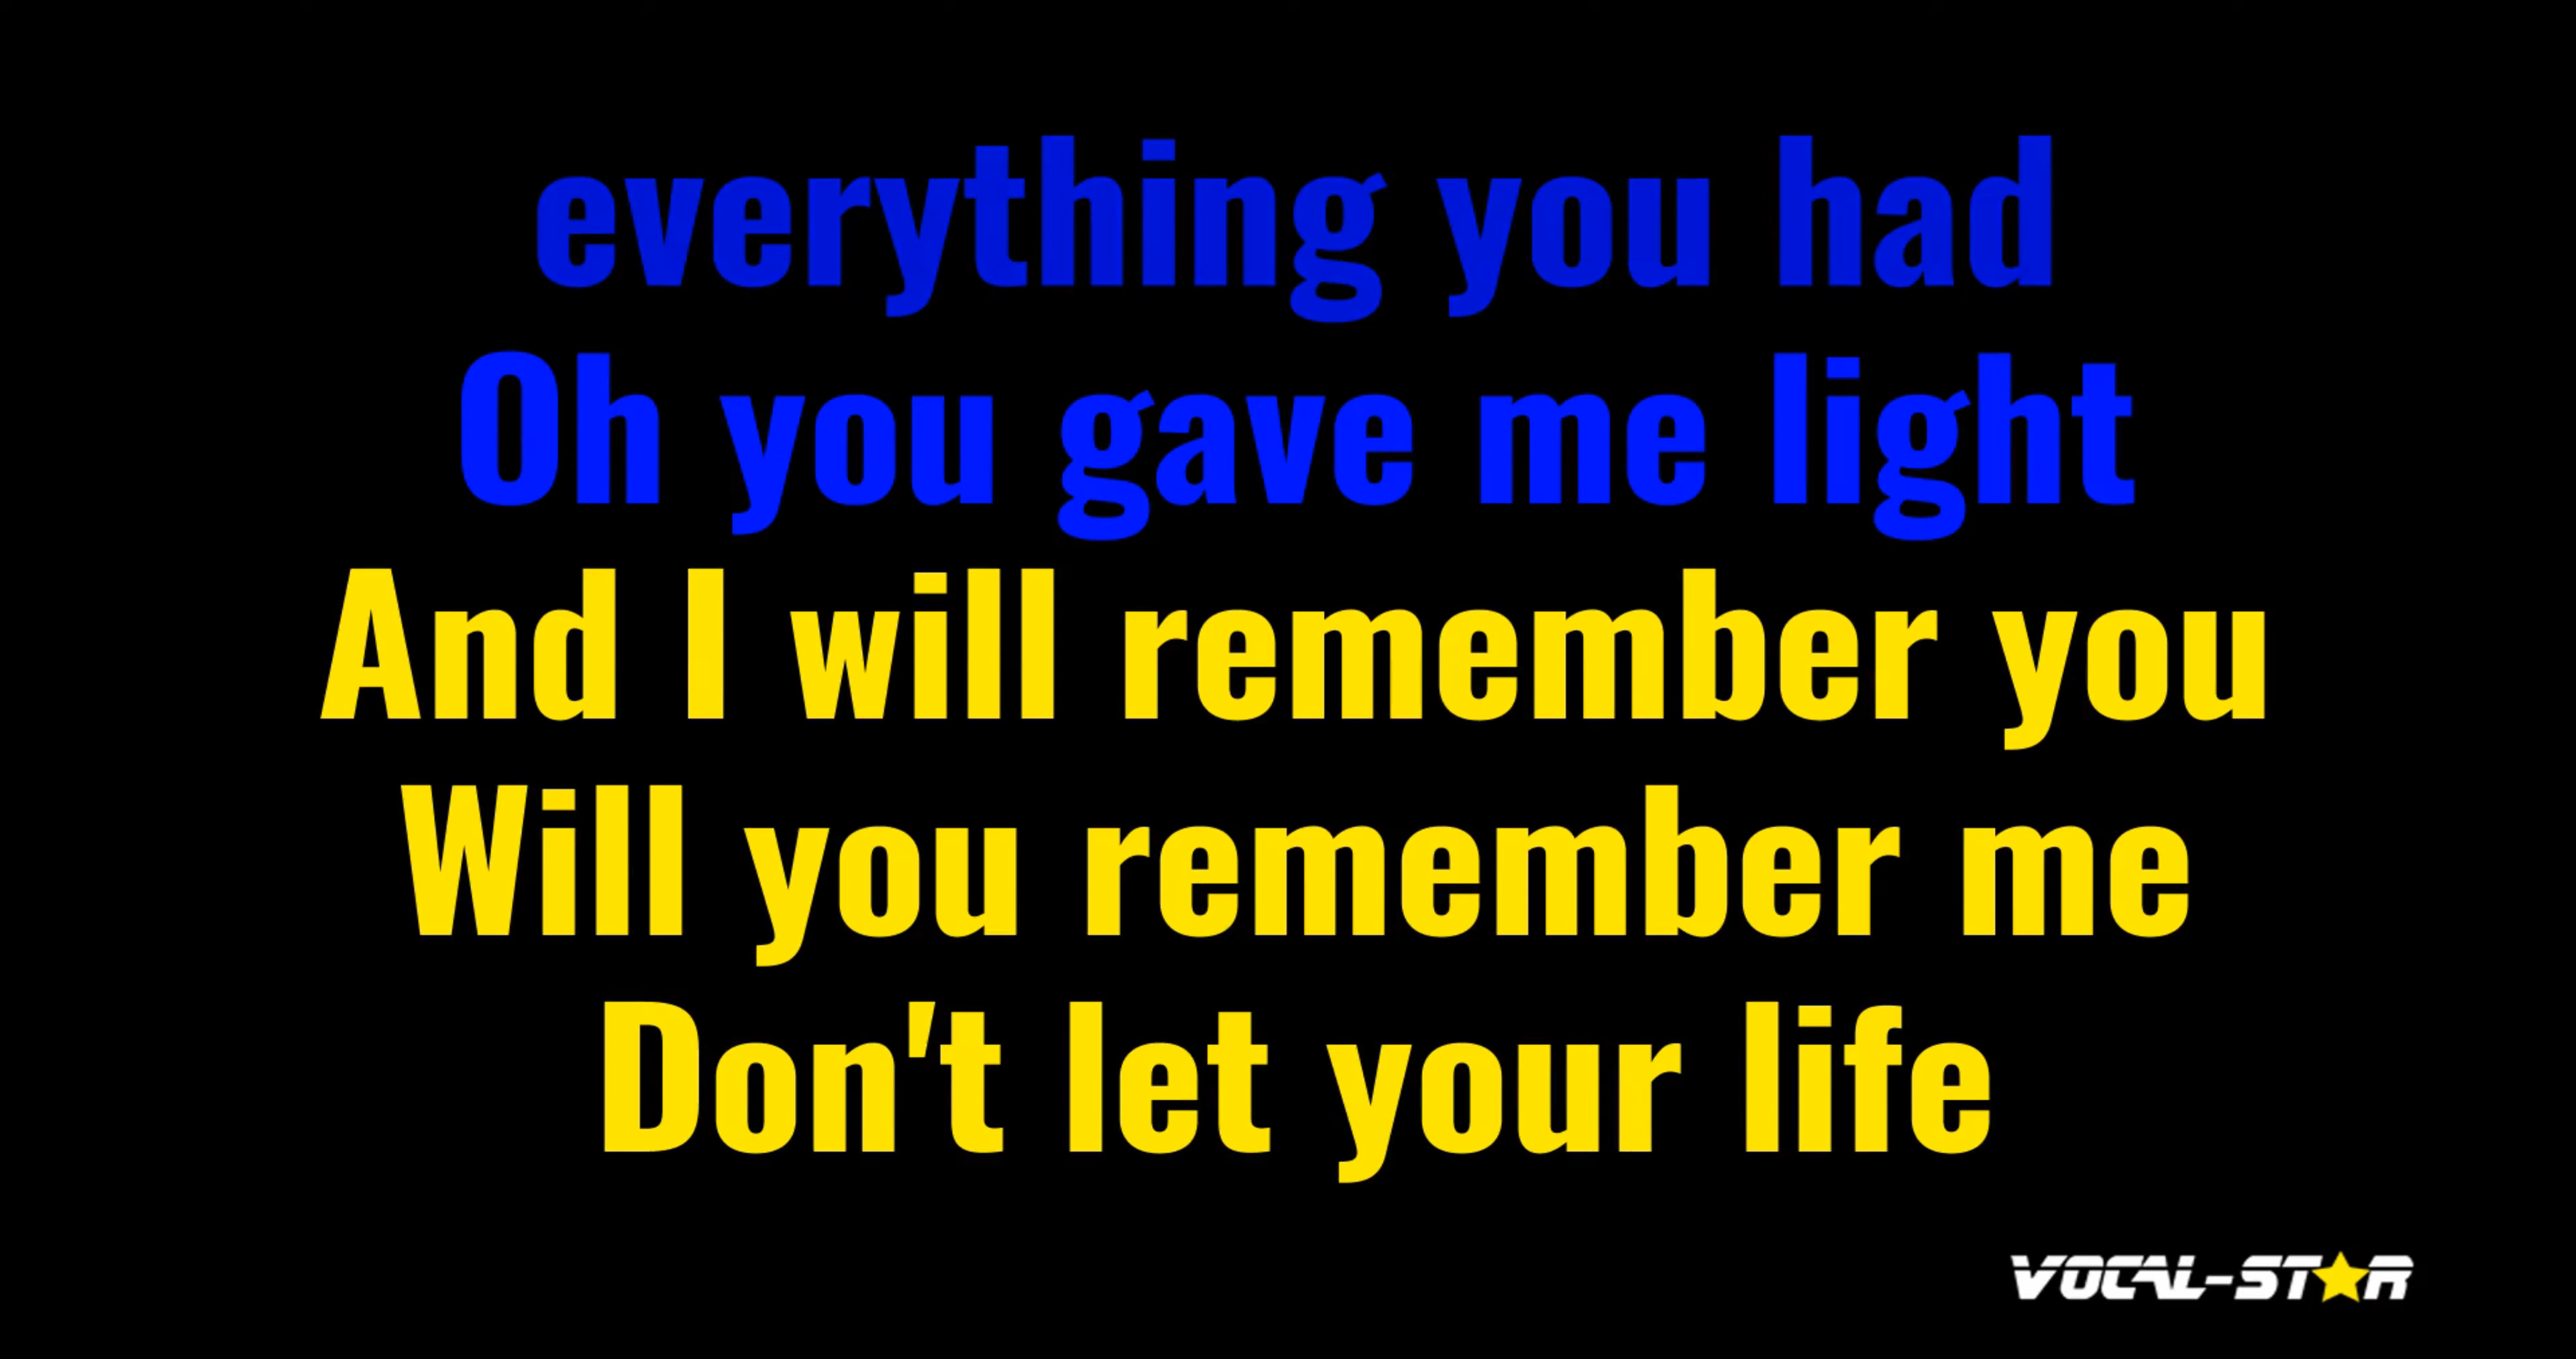 everything you had
Oh you gave me light
And I will remember you
Will you remember me
Don't let your life
VOCAL-STAR